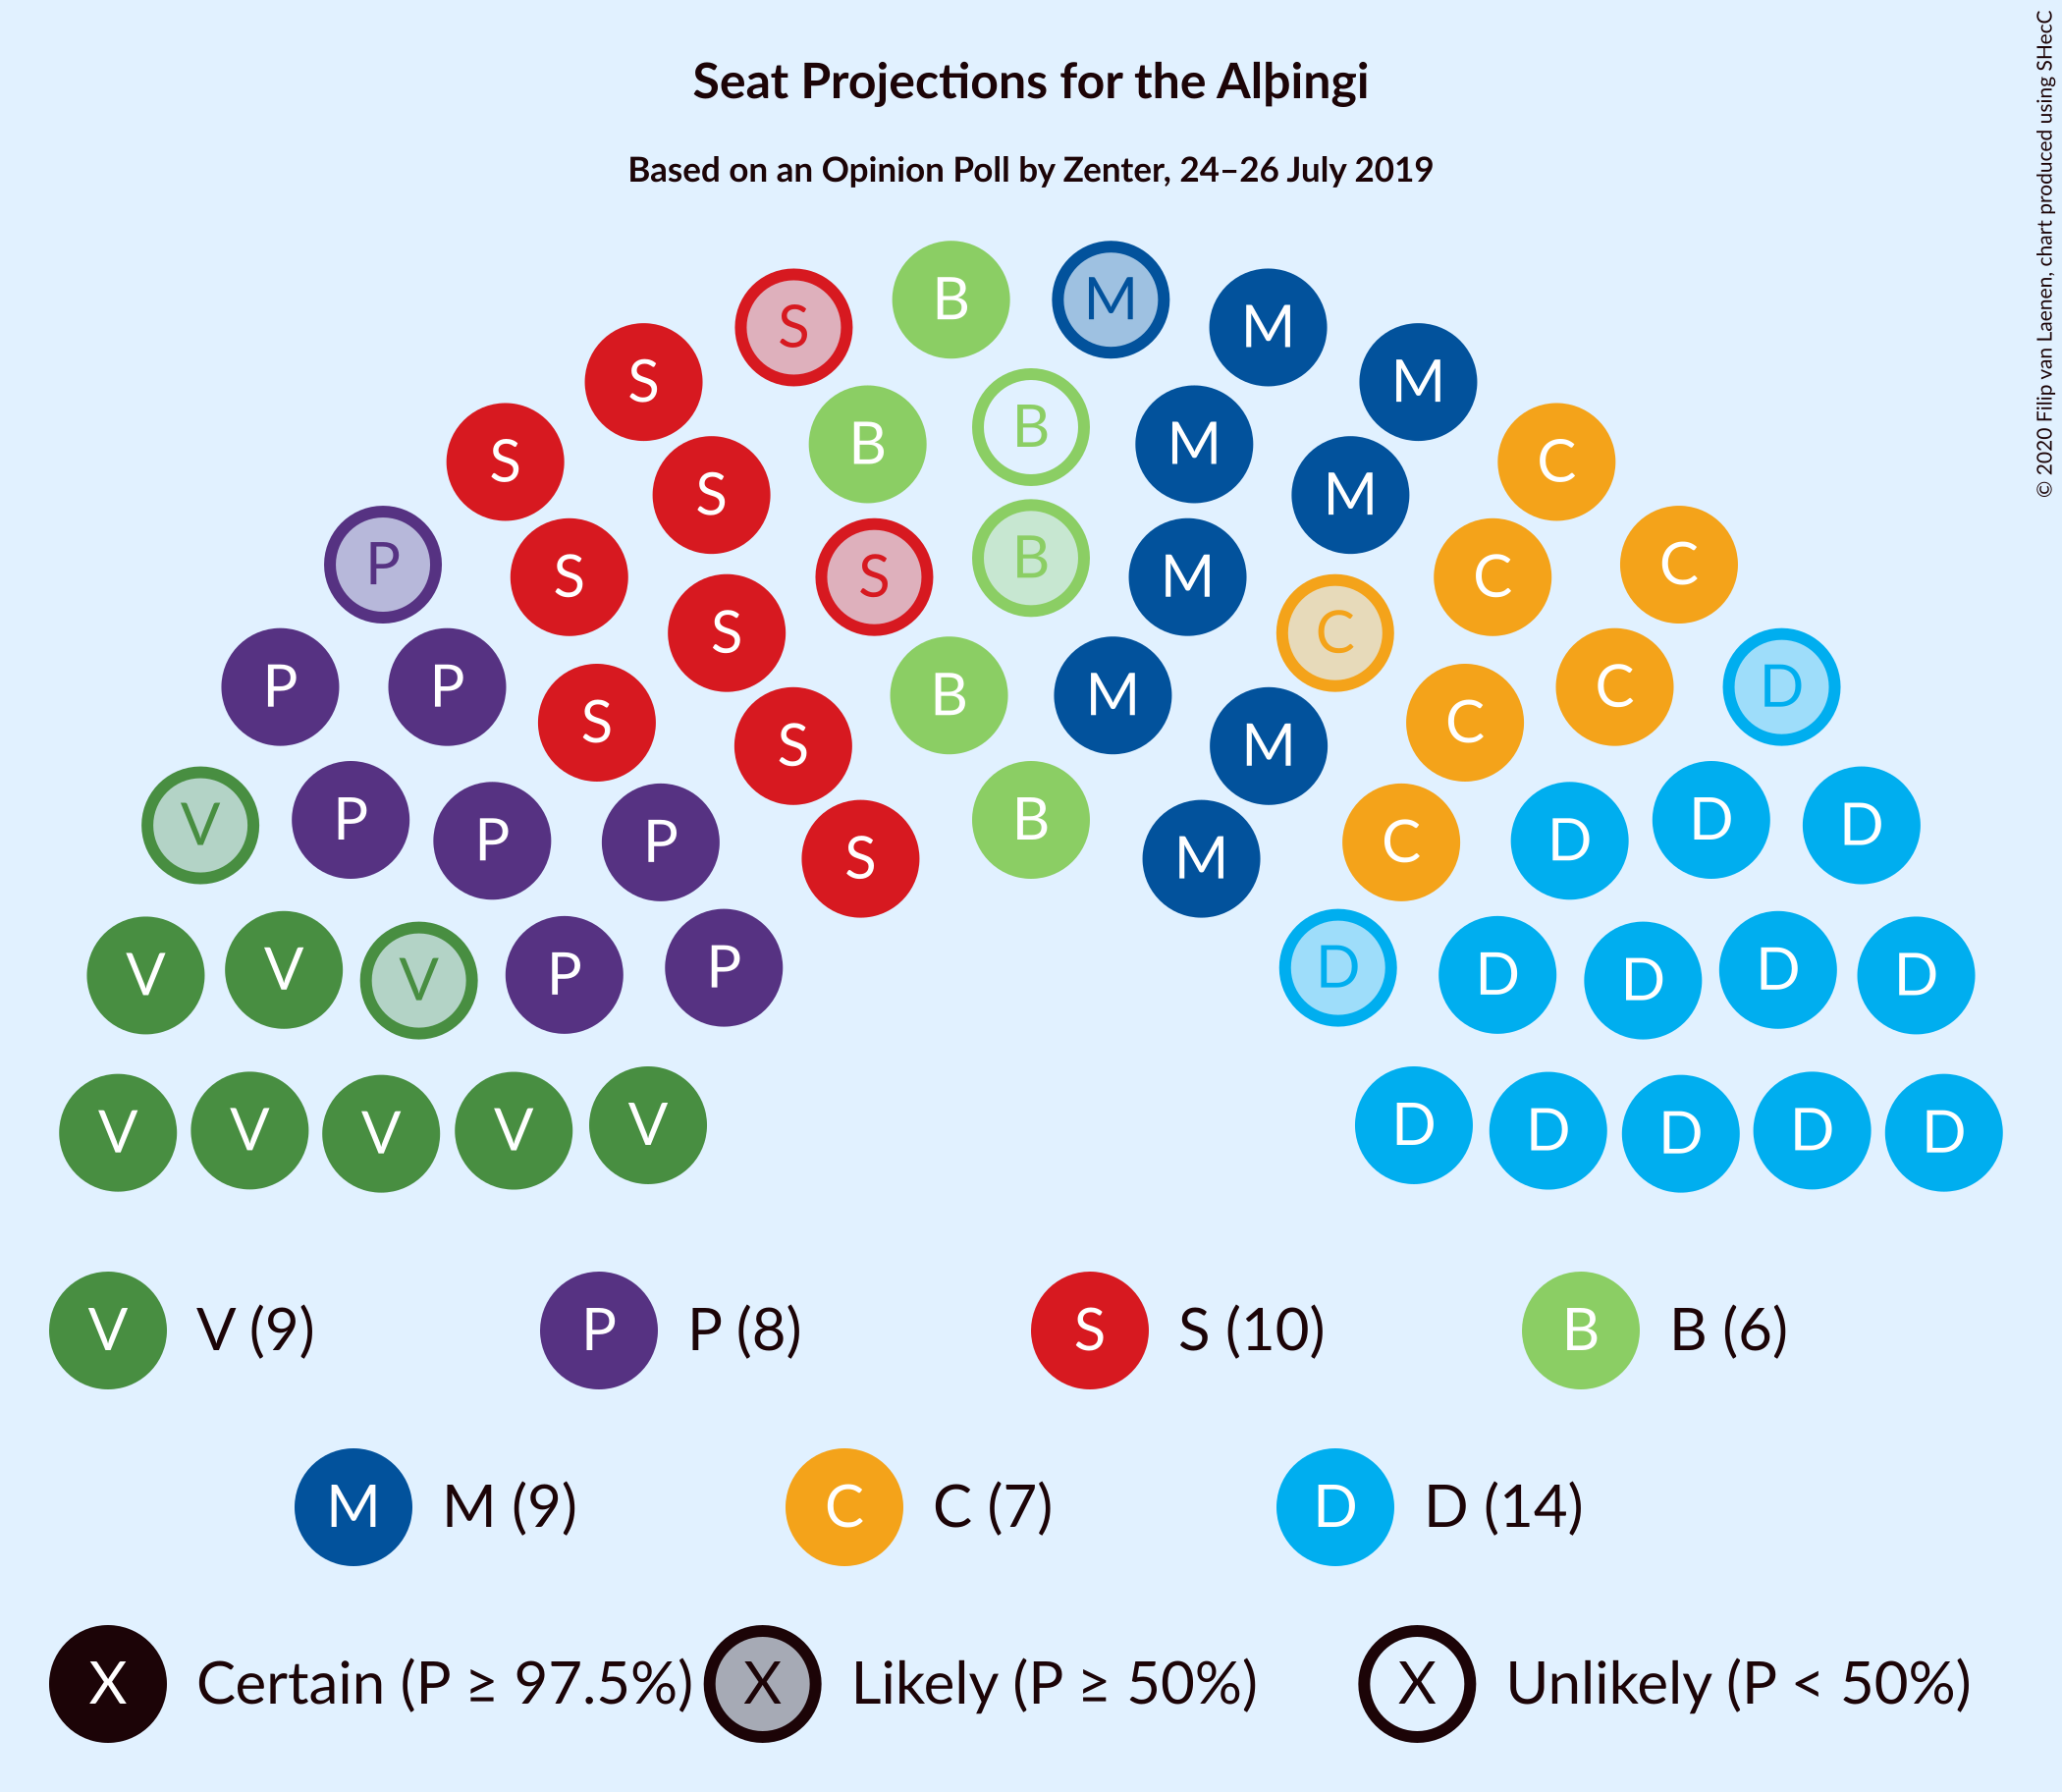 Seat Projections for the Alþingi
Based on an Opinion Poll by Zenter, 24–26 July 2019
© 2020 Filip van Laenen, chart produced using SHecC
B M
S M
S M
B B M
S C
S M
P S S B M C C
S C C
P P D
S C
B M
S M
V P D D
P P C D
S M
V V P P D D D D D
V D
V V V V V D D D D D
V V (9) P P (8) S S (10) B B (6)
M M (9) C C (7) D D (14)
X Certain (P ≥ 97.5%) X Likely (P ≥ 50%) X Unlikely (P < 50%)